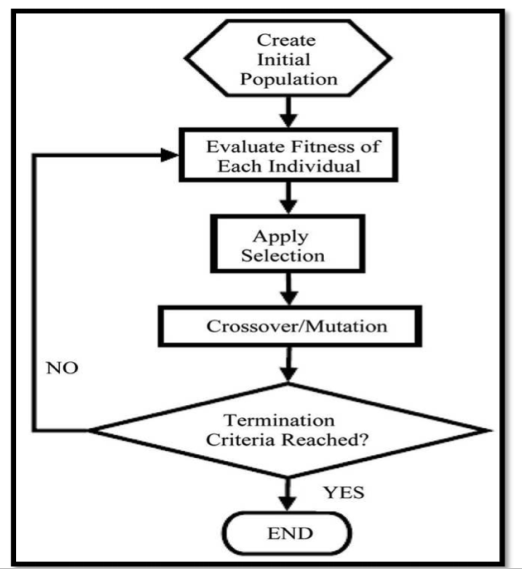 Create
Initial
Population
Evaluate Fitness of
Each Individual
Apply
Selection
Crossover/Mutation
NO
Termination
Criteria Reached?
YES
END